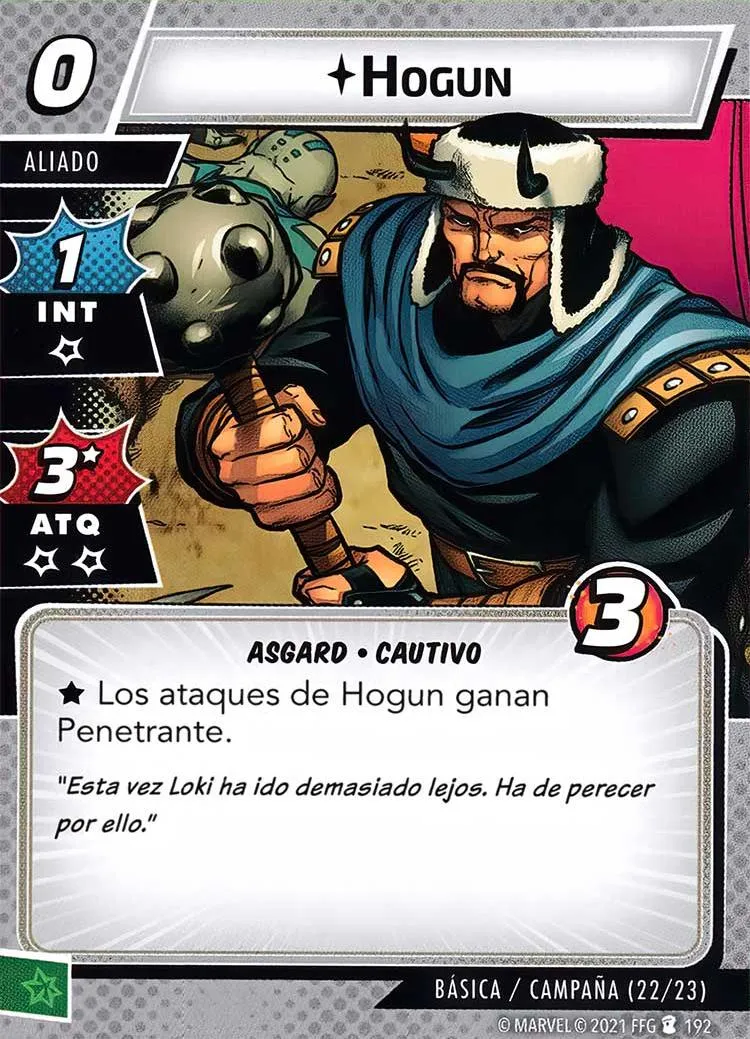 0
Hogun
ALIADO
1
INT
3
ATQ
3
ASGARD • CAUTIVO
★ Los ataques de Hogun ganan
Penetrante.
"Esta vez Loki ha ido demasiado lejos. Ha de perecer
por ello."
BÁSICA / CAMPAÑA (22/23)
© MARVEL © 2021 FFG 192